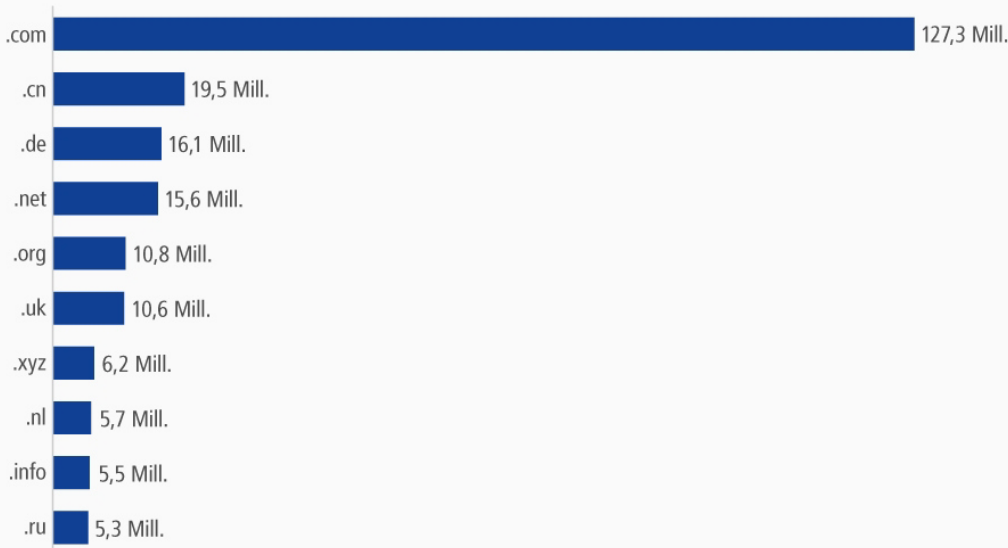 .com 127,3 Mill.
.cn 19,5 Mill.
.de 16,1 Mill.
.net 15,6 Mill.
.org 10,8 Mill.
.uk 10,6 Mill.
.xyz 6,2 Mill.
.nl 5,7 Mill.
.info 5,5 Mill.
.ru 5,3 Mill.